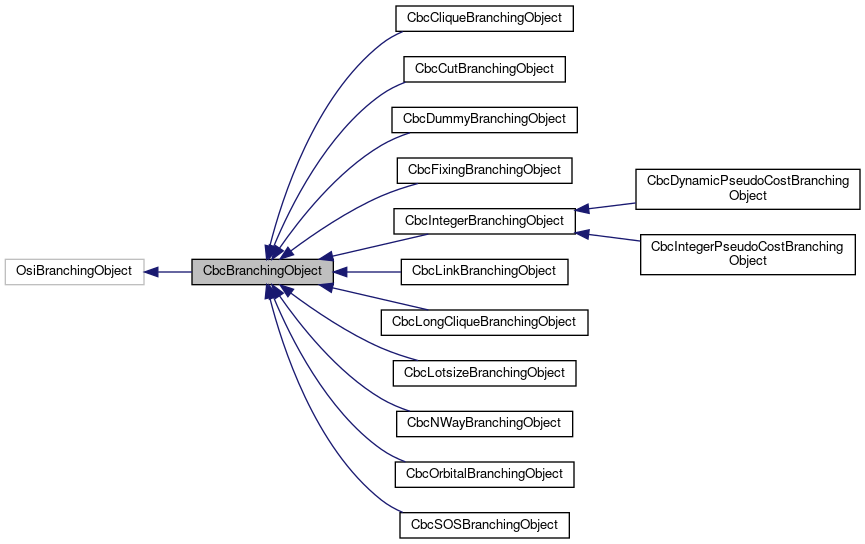 CbcCliqueBranchingObject
CbcCutBranchingObject
CbcDummyBranchingObject
CbcFixingBranchingObject
CbcDynamicPseudoCostBranching
Object
CbcIntegerBranchingObject
CbcIntegerPseudoCostBranching
Object
OsiBranchingObject
CbcBranchingObject
CbcLinkBranchingObject
CbcLongCliqueBranchingObject
CbcLotsizeBranchingObject
CbcNWayBranchingObject
CbcOrbitalBranchingObject
CbcSOSBranchingObject